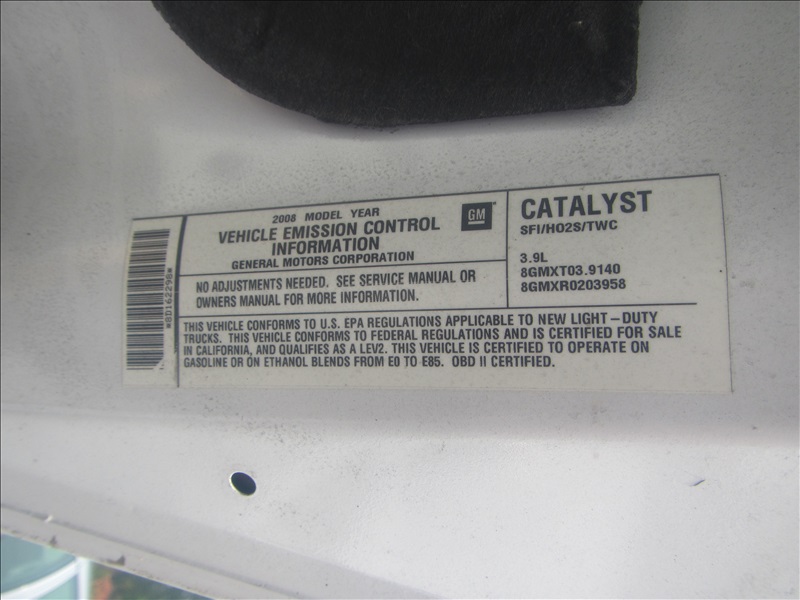 *8D162298*
2008 MODEL YEAR
VEHICLE EMISSION CONTROL
INFORMATION
GENERAL MOTORS CORPORATION
GM
NO ADJUSTMENTS NEEDED. SEE SERVICE MANUAL OR
OWNERS MANUAL FOR MORE INFORMATION.
CATALYST
SFI/HO2S/TWC
3.9L
8GMXT03.9140
8GMXR0203958
THIS VEHICLE CONFORMS TO U.S. EPA REGULATIONS APPLICABLE TO NEW LIGHT-DUTY
TRUCKS. THIS VEHICLE CONFORMS TO FEDERAL REGULATIONS AND IS CERTIFIED FOR SALE
IN CALIFORNIA, AND QUALIFIES AS A LEV2. THIS VEHICLE IS CERTIFIED TO OPERATE ON
GASOLINE OR ON ETHANOL BLENDS FROM E0 TO E85. OBD II CERTIFIED.